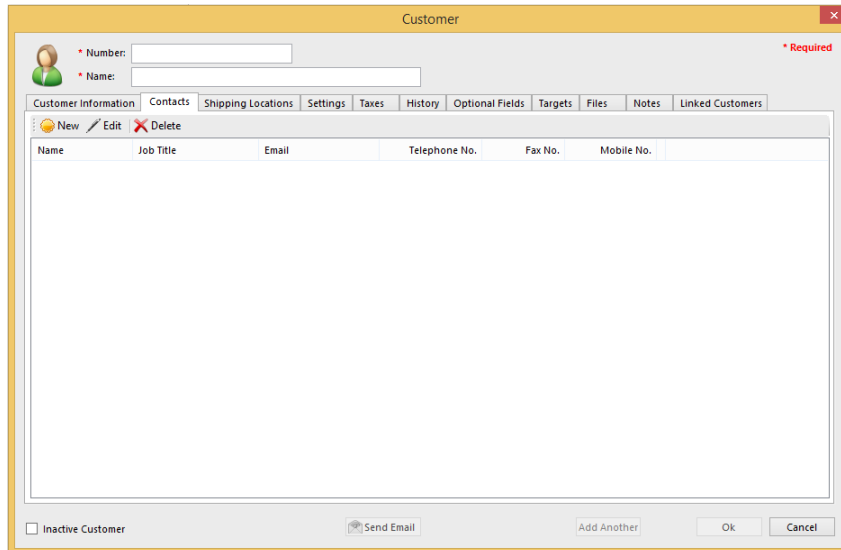 Customer
* Number:
* Required
* Name:
Customer Information Contacts Shipping Locations Settings Taxes History Optional Fields Targets Files Notes Linked Customers
New Edit Delete
Name Job Title Email Telephone No. Fax No. Mobile No.
Inactive Customer Send Email Add Another Ok Cancel